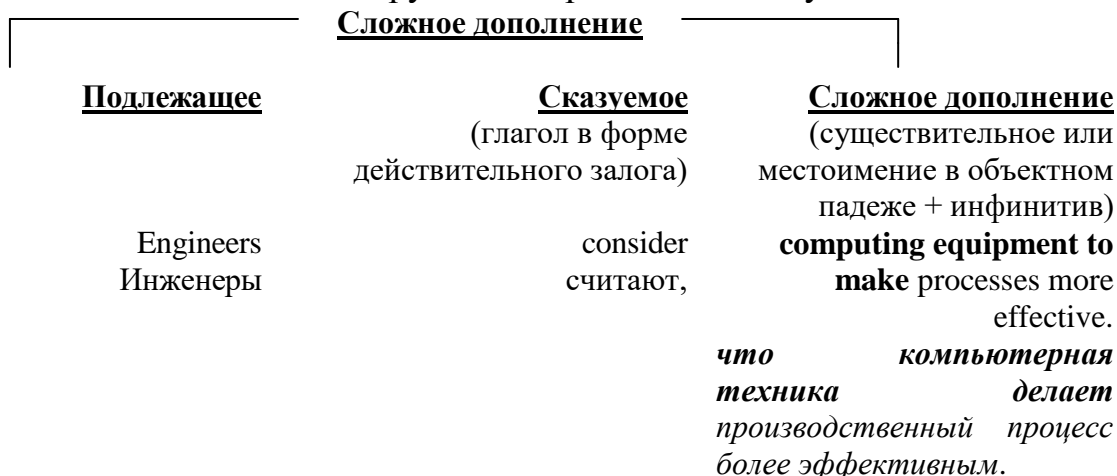 Сложное дополнение
Подлежащее Сказуемое Сложное дополнение
(глагол в форме (существительное или
действительного залога) местоимение в объектном
падеже + инфинитив)
Engineers consider computing equipment to
Инженеры считают, make processes more
effective.
что компьютерная
техника делает
производственный процесс
более эффективным.